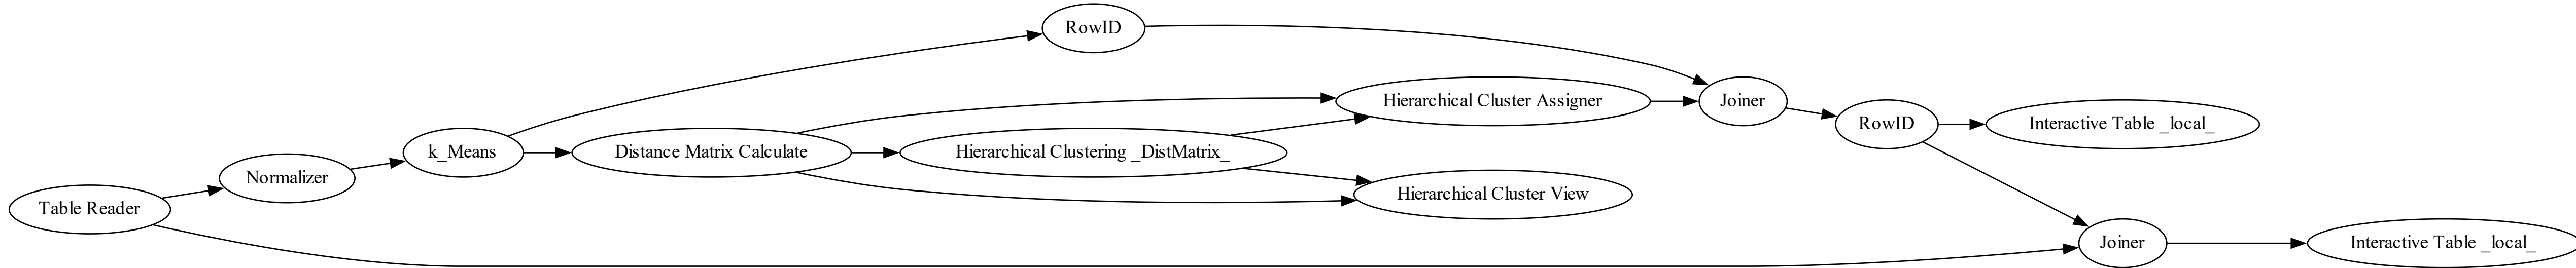 RowID
Hierarchical Cluster Assigner
Joiner
RowID
Interactive Table _local_
k_Means
Distance Matrix Calculate
Hierarchical Clustering _DistMatrix_
Normalizer
Hierarchical Cluster View
Table Reader
Joiner
Interactive Table _local_